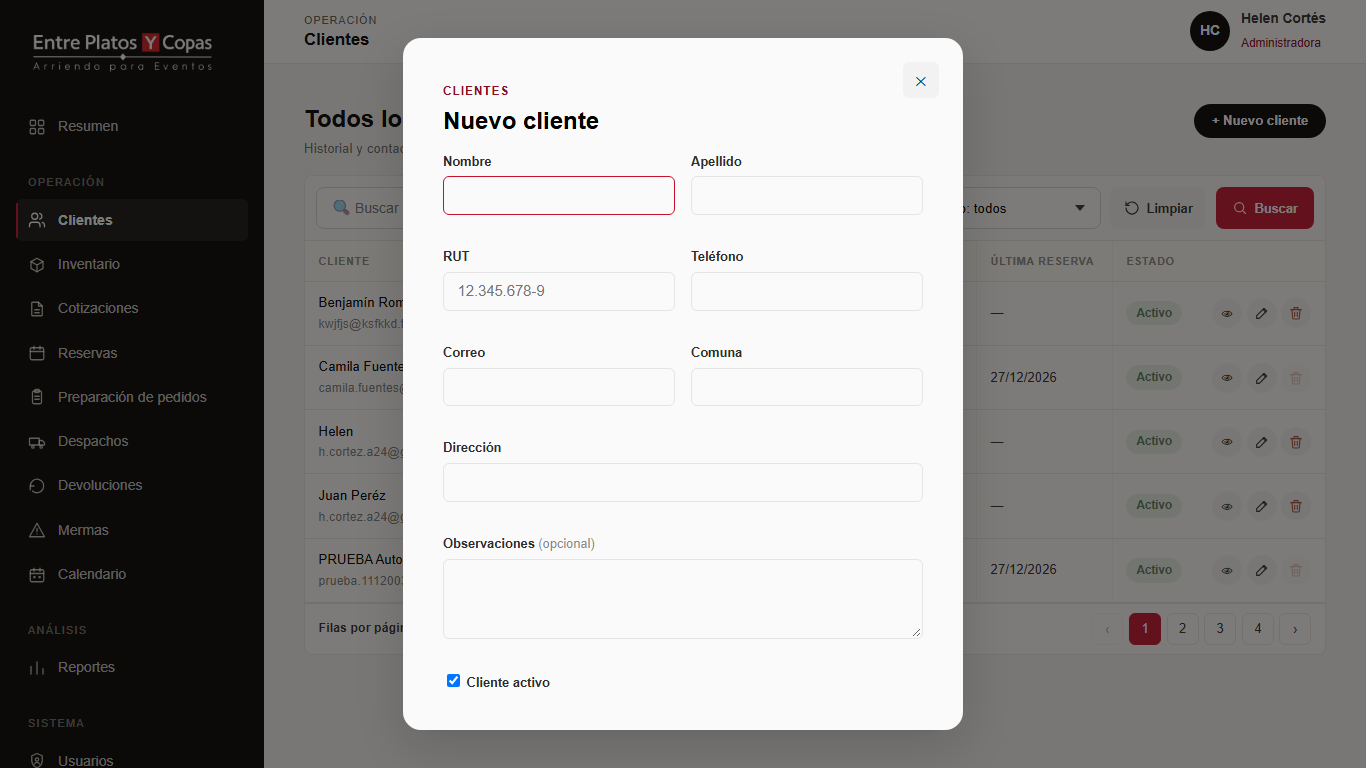 Entre Platos Y Copas
Arriendo para Eventos
Resumen
OPERACIÓN
Clientes
Inventario
Cotizaciones
Reservas
Preparación de pedidos
Despachos
Devoluciones
Mermas
Calendario
ANÁLISIS
Reportes
SISTEMA
Usuarios
OPERACIÓN
Clientes
HC
Helen Cortés
Administradora
Todos lo
Historial y contac
+ Nuevo cliente
Buscar
: todos
Limpiar
Buscar
CLIENTE
ÚLTIMA RESERVA
ESTADO
Benjamín Rom
kwjfjs@ksfkkd.
—
Activo
Camila Fuente
camila.fuentes@
27/12/2026
Activo
Helen
h.cortez.a24@g
—
Activo
Juan Peréz
h.cortez.a24@g
—
Activo
PRUEBA Auto
prueba.1112003
27/12/2026
Activo
Filas por págin
‹ 1 2 3 4 ›
CLIENTES
Nuevo cliente
×
Nombre
Apellido
RUT
Teléfono
12.345.678-9
Correo
Comuna
Dirección
Observaciones (opcional)
Cliente activo